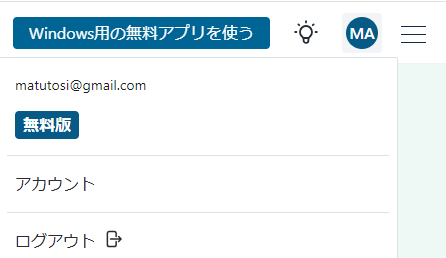 Windows用の無料アプリを使う
MA
matutosi@gmail.com
無料版
アカウント
ログアウト